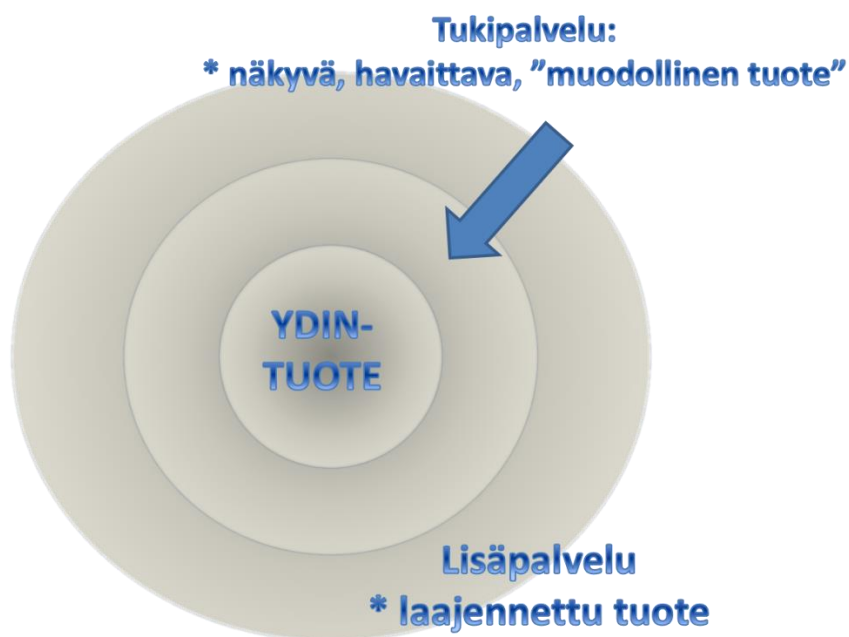 Tukipalvelu:
* näkyvä, havaittava, ”muodollinen tuote”
YDIN-
TUOTE
Lisäpalvelu
* laajennettu tuote